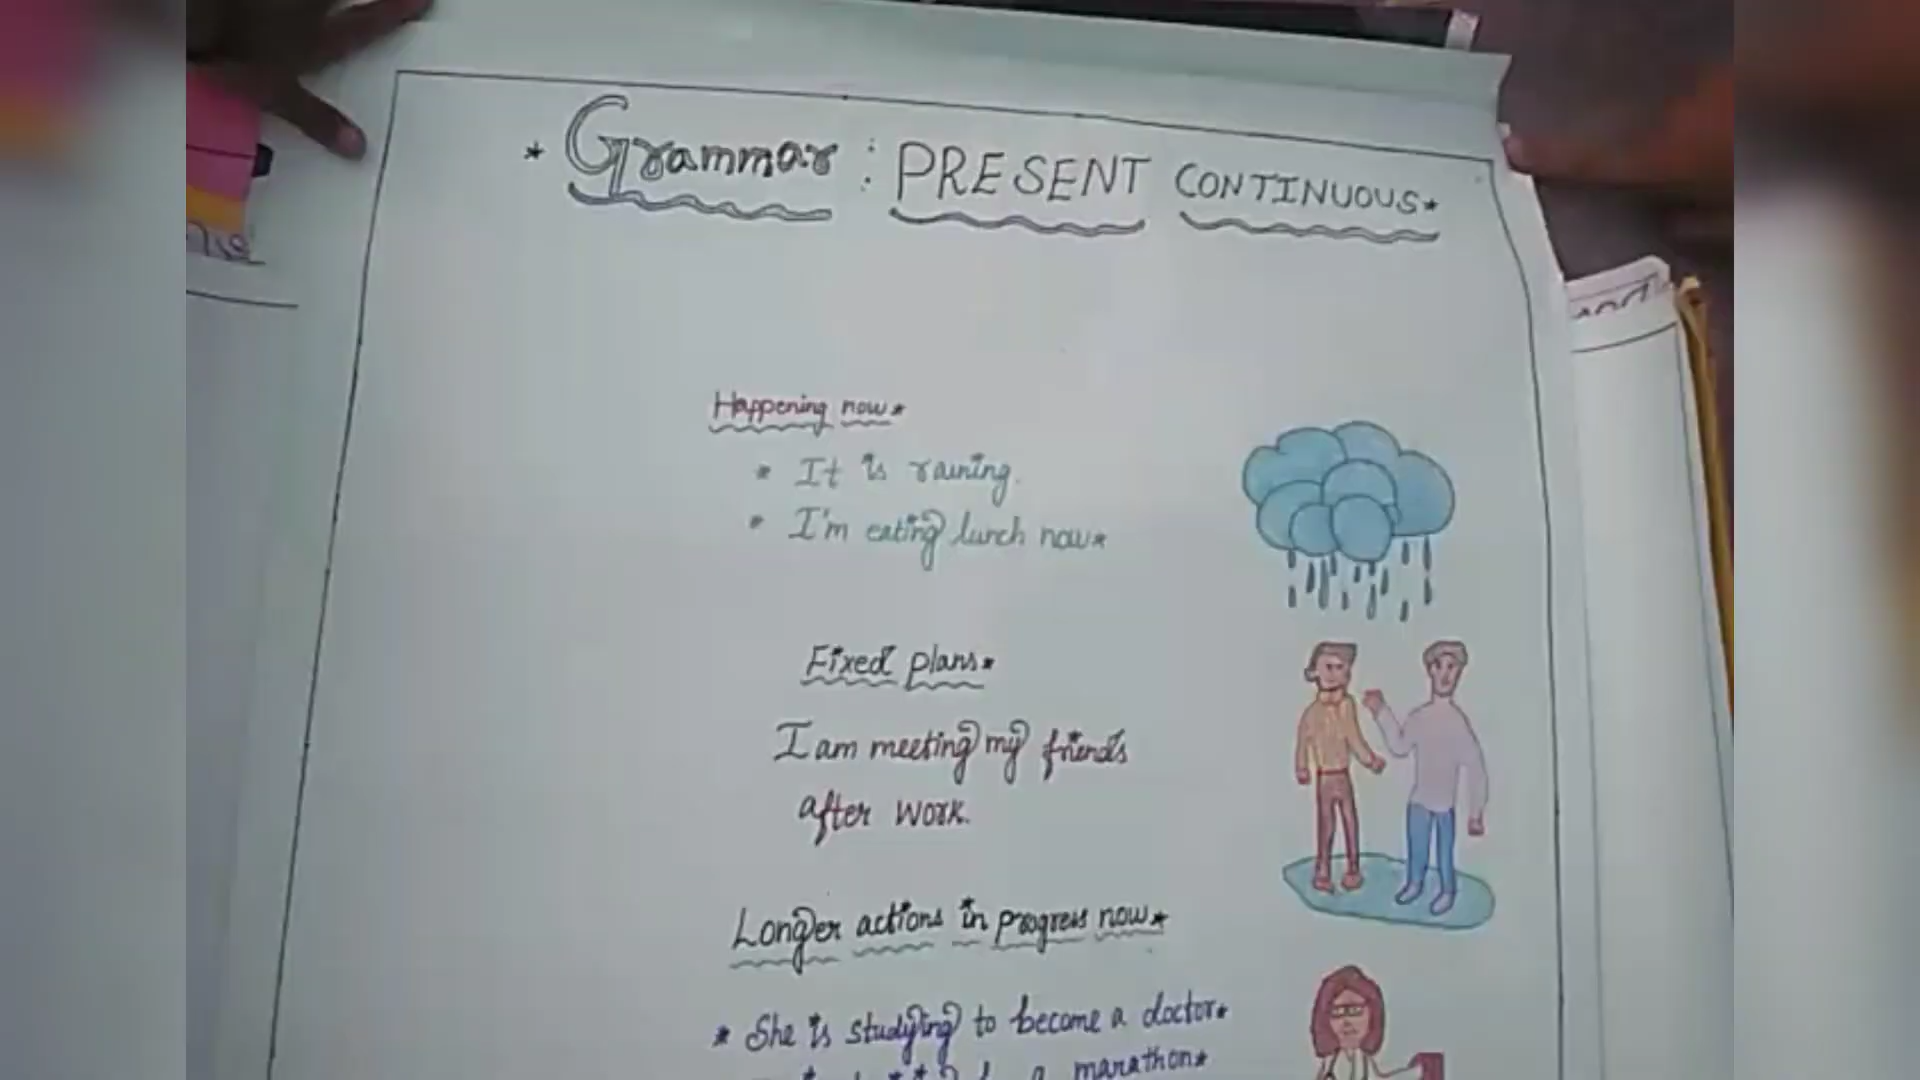 * Grammar : PRESENT CONTINUOUS*
Happening now*
* It is raining.
* I'm eating lunch now*
Fixed plans*
I am meeting my friends
after work.
Longer actions in progress now*
* She is studying to become a doctor*
a marathon*